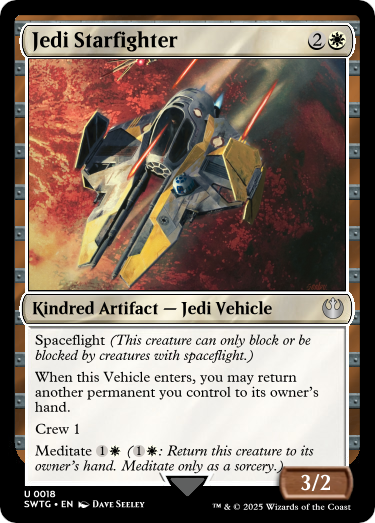 Jedi Starfighter 2
Kindred Artifact — Jedi Vehicle
Spaceflight (This creature can only block or be
blocked by creatures with spaceflight.)
When this Vehicle enters, you may return
another permanent you control to its owner's
hand.
Crew 1
Meditate 1 (1: Return this creature to its
owner's hand. Meditate only as a sorcery.)
3/2
U 0018
SWTG • EN Dave Seeley
™ & © 2025 Wizards of the Coast